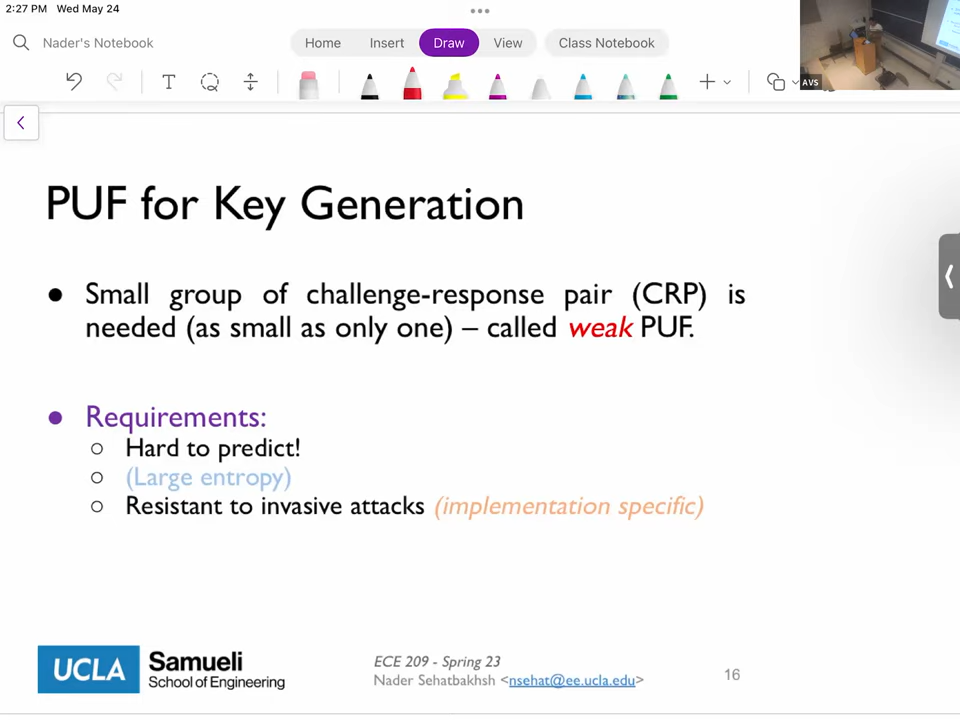 2:27 PM Wed May 24
Nader's Notebook
Home Insert Draw View Class Notebook
T
AVS
PUF for Key Generation
● Small group of challenge-response pair (CRP) is
needed (as small as only one) – called weak PUF.
● Requirements:
○ Hard to predict!
○ (Large entropy)
○ Resistant to invasive attacks (implementation specific)
UCLA Samueli
School of Engineering
ECE 209 - Spring 23
Nader Sehatbakhsh <nsehat@ee.ucla.edu>
16